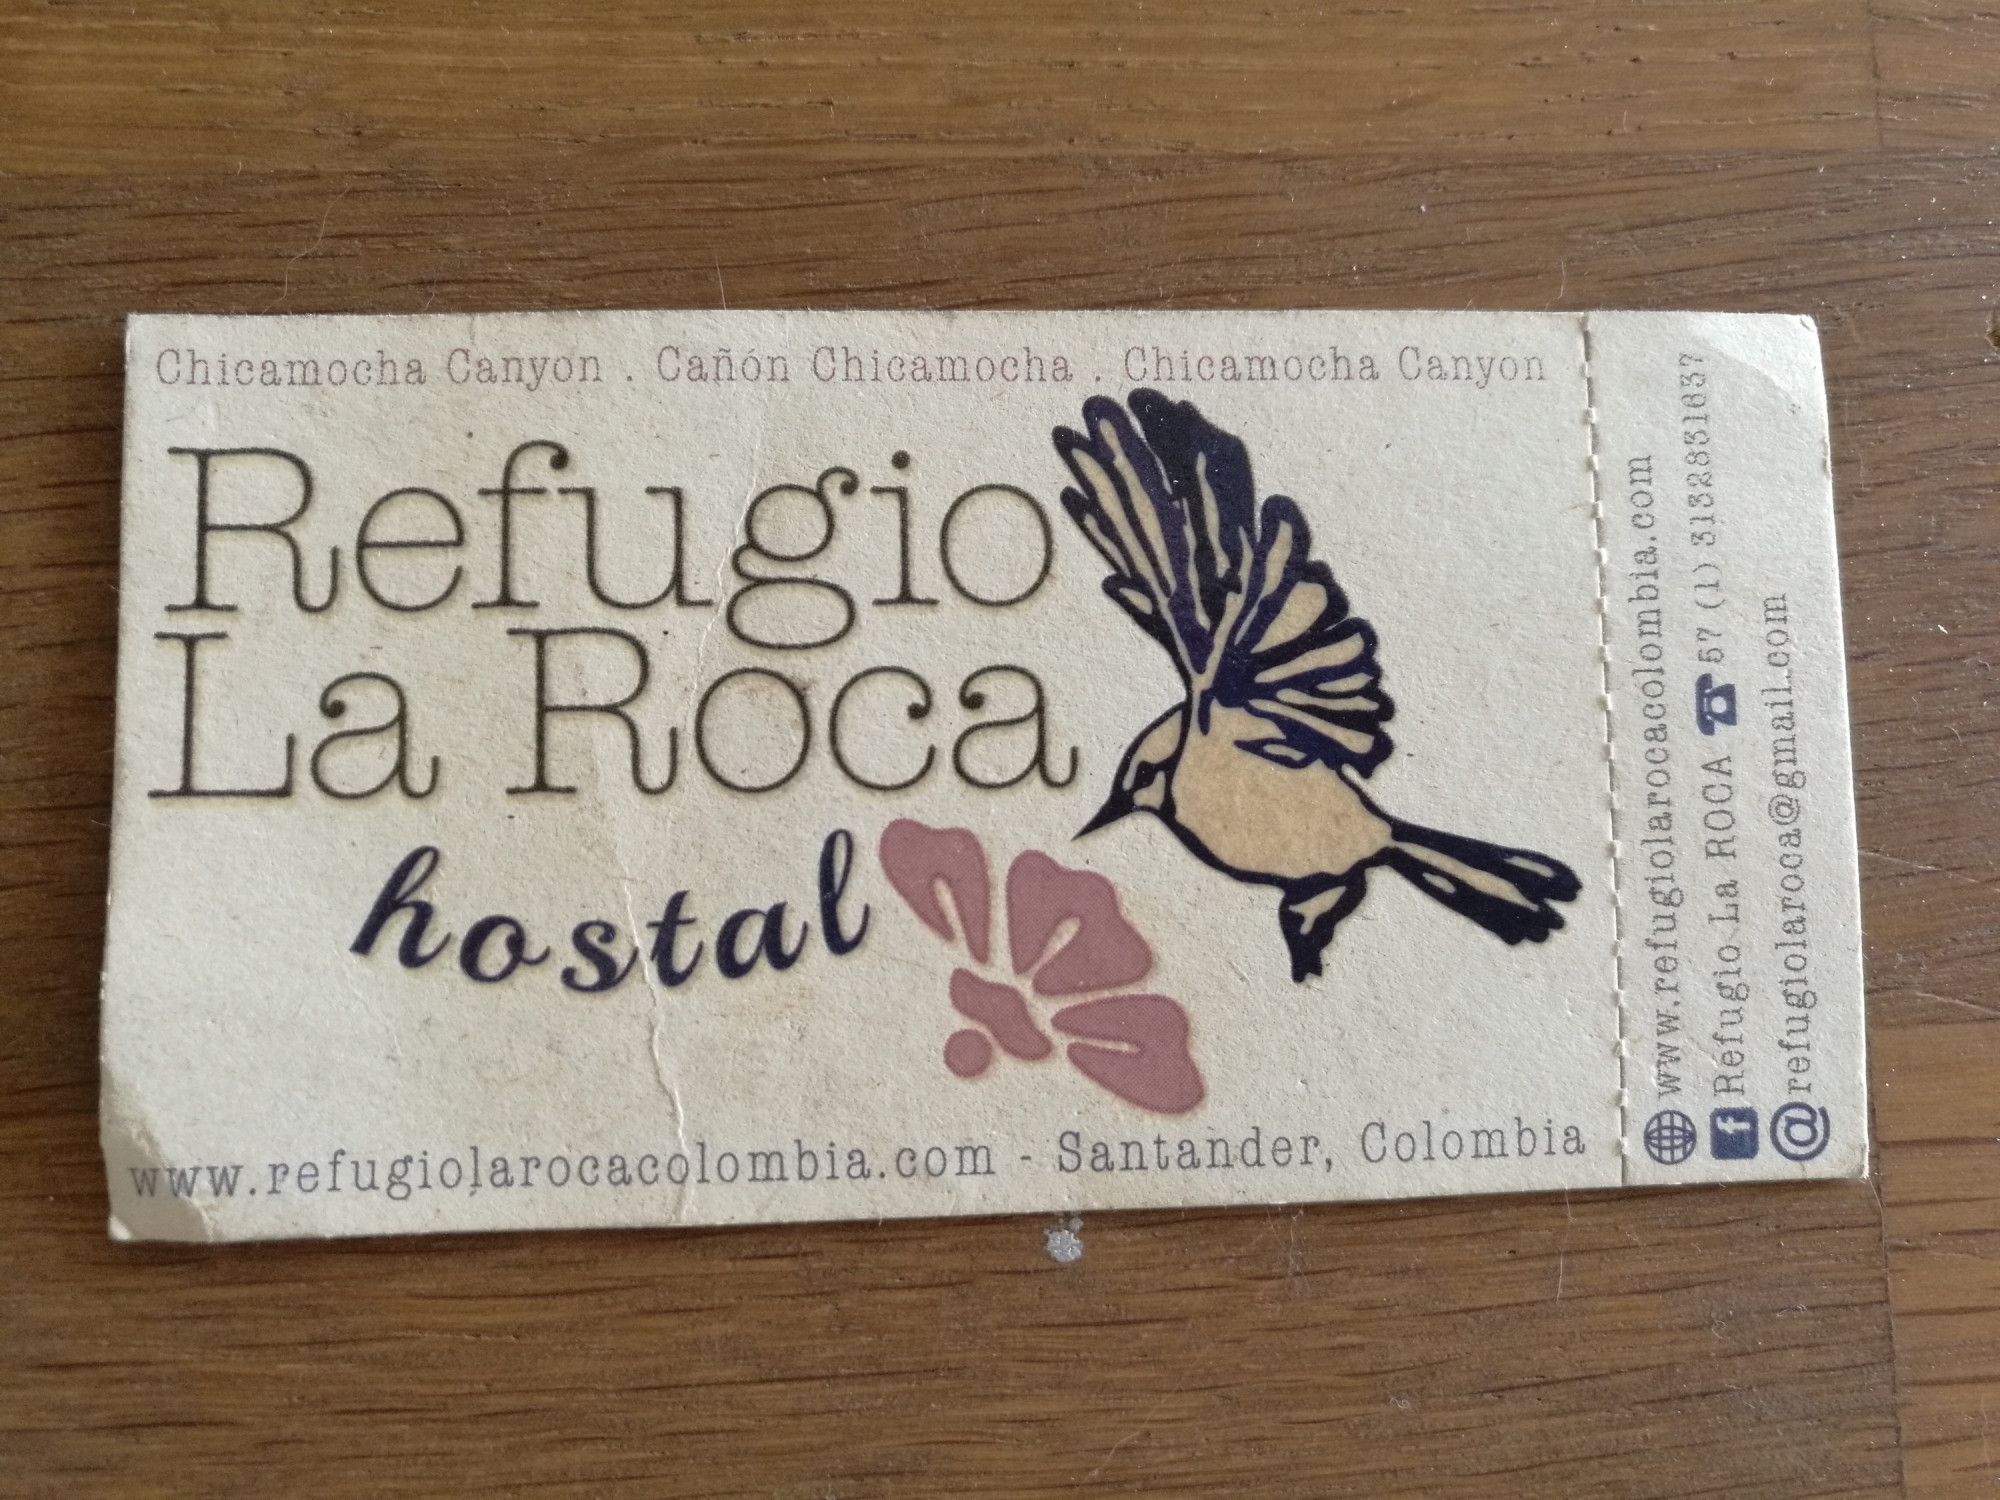 Chicamocha Canyon . Cañón Chicamocha . Chicamocha Canyon
Refugio
La Roca
hostal
www.refugiolarocacolombia.com - Santander, Colombia
www.refugiolarocacolombia.com
Refugio La ROCA ☎ 57 (1) 3132831637
@refugiolaroca@gmail.com